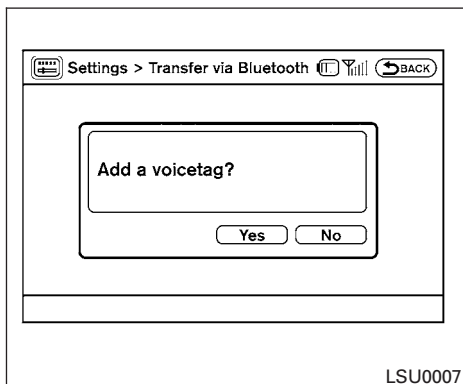 Settings > Transfer via Bluetooth BACK
Add a voicetag?
Yes No
LSU0007